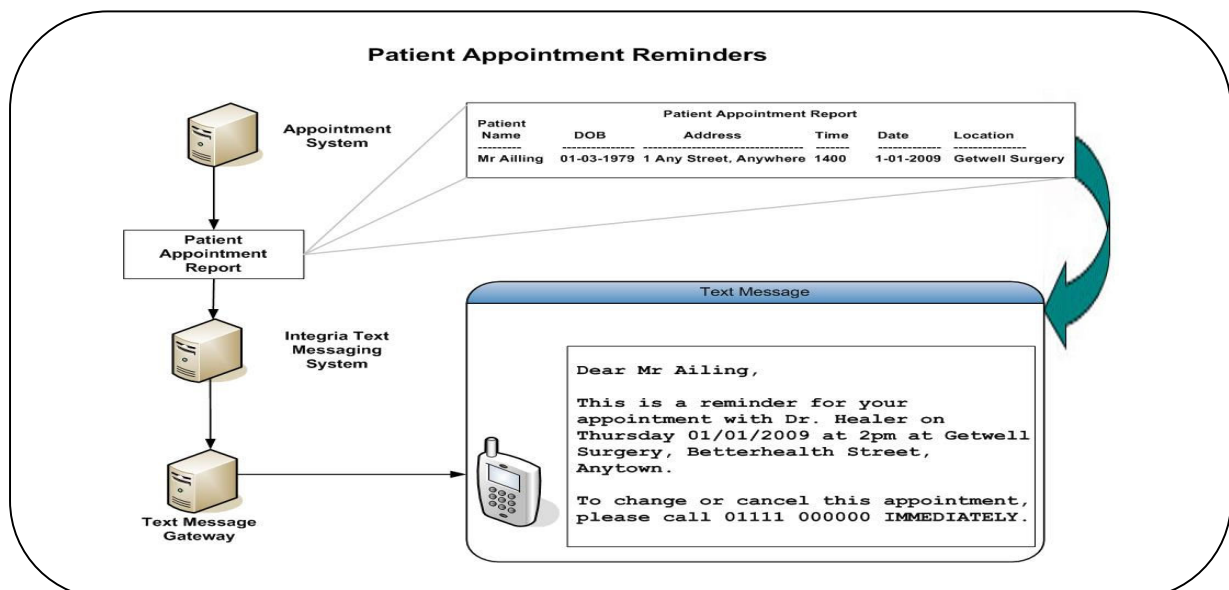 Patient Appointment Reminders
Appointment
System
Patient Appointment Report
Patient
Name DOB Address Time Date Location
--------- --------------- --------------------------------- ------ ------------- ---------------
Mr Ailling 01-03-1979 1 Any Street, Anywhere 1400 1-01-2009 Getwell Surgery
Patient
Appointment
Report
Integria Text
Messaging
System
Text Message
Gateway
Text Message
Dear Mr Ailing,
This is a reminder for your
appointment with Dr. Healer on
Thursday 01/01/2009 at 2pm at Getwell
Surgery, Betterhealth Street,
Anytown.
To change or cancel this appointment,
please call 01111 000000 IMMEDIATELY.